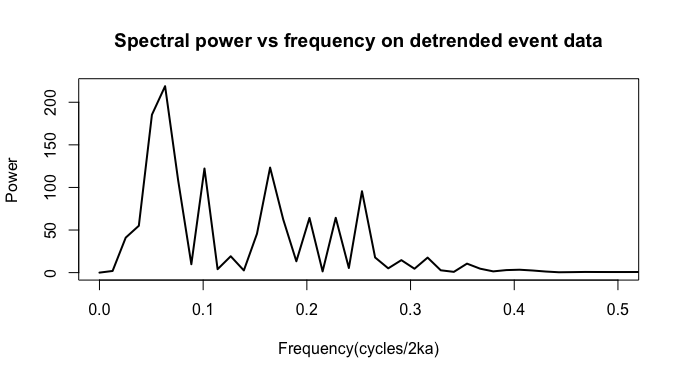 Spectral power vs frequency on detrended event data
Power
200
150
100
50
0
0.0 0.1 0.2 0.3 0.4 0.5
Frequency(cycles/2ka)